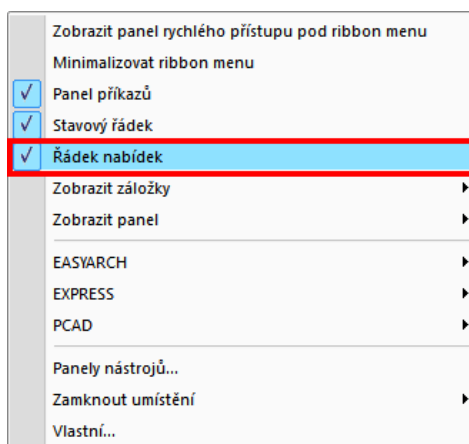 Zobrazit panel rychlého přístupu pod ribbon menu
Minimalizovat ribbon menu
Panel příkazů
Stavový řádek
Řádek nabídek
Zobrazit záložky
Zobrazit panel
EASYARCH
EXPRESS
PCAD
Panely nástrojů...
Zamknout umístění
Vlastní...